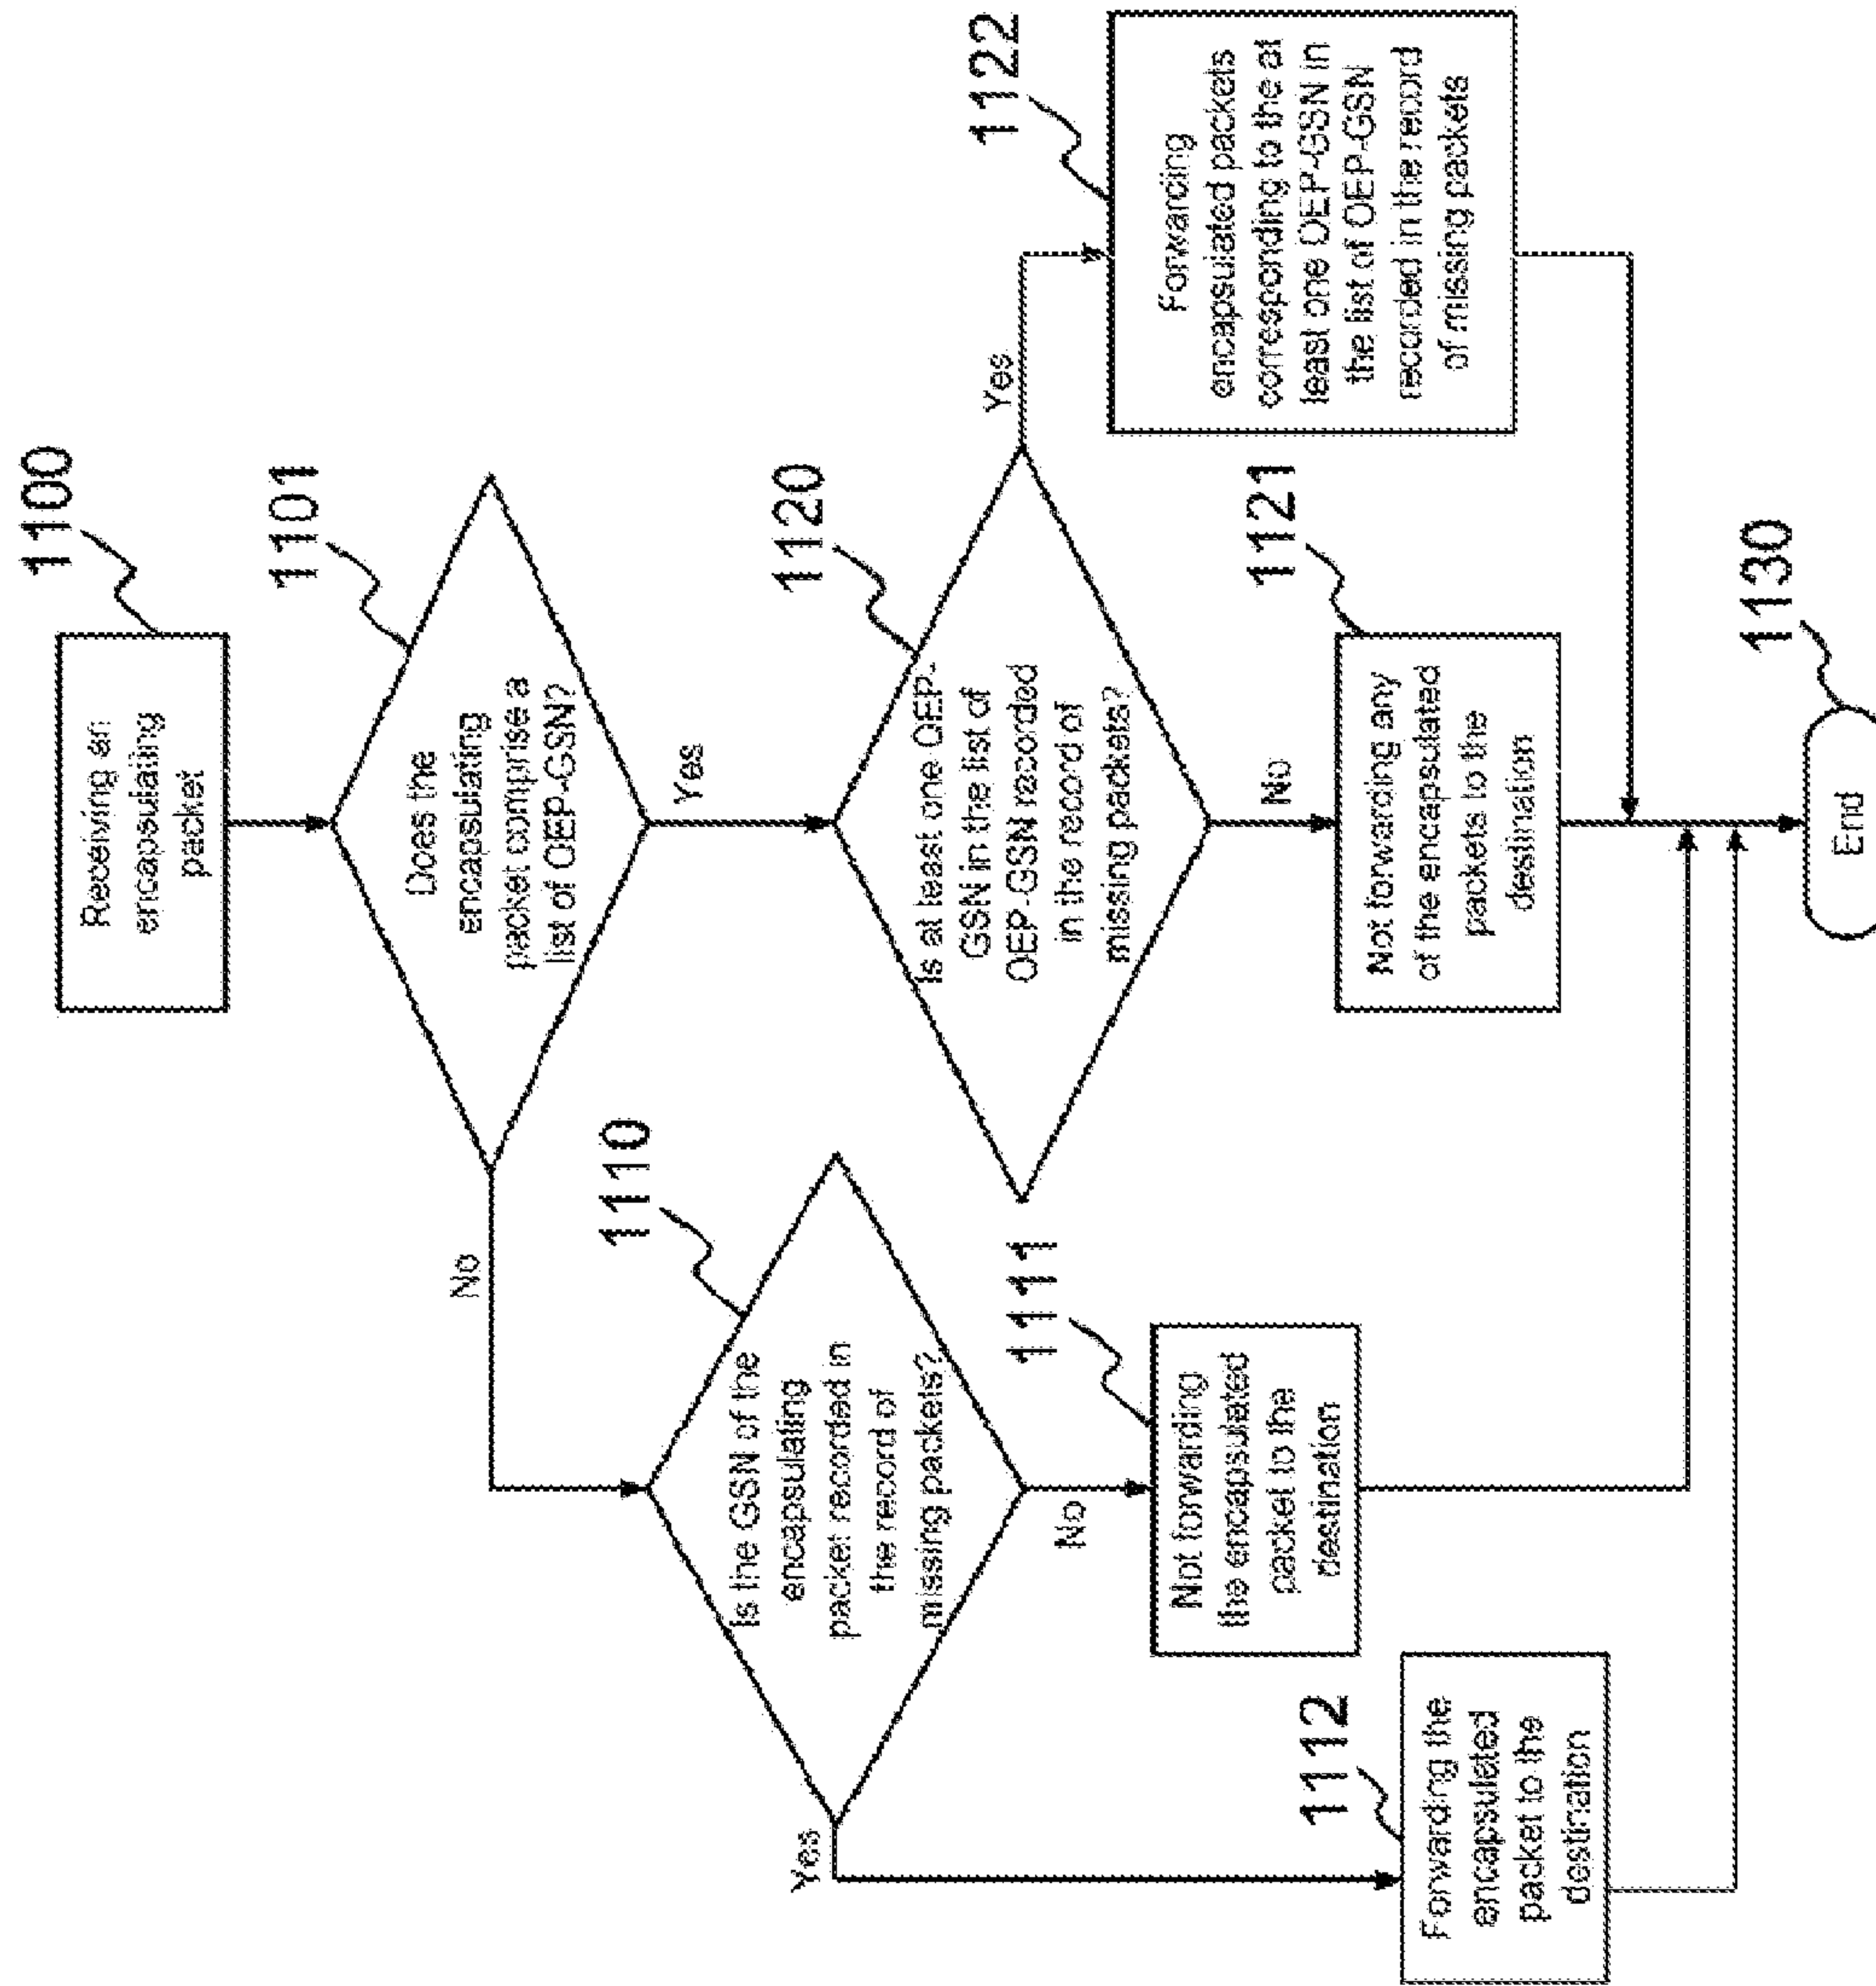 1100
Receiving an
encapsulating
packet
1101
Does the
encapsulating
packet comprise a
list of OEP-GSN?
No
Yes
1110
Is the GSN of the
encapsulating
packet recorded in
the record of
missing packets?
Yes
No
1120
Is at least one OEP-
GSN in the list of
OEP-GSN recorded
in the record of
missing packets?
Yes
No
1112
Forwarding the
encapsulated
packet to the
destination
1111
Not forwarding
the encapsulated
packet to the
destination
1121
Not forwarding any
of the encapsulated
packets to the
destination
1122
Forwarding
encapsulated packets
corresponding to the at
least one OEP-GSN in
the list of OEP-GSN
recorded in the record
of missing packets
1130
End